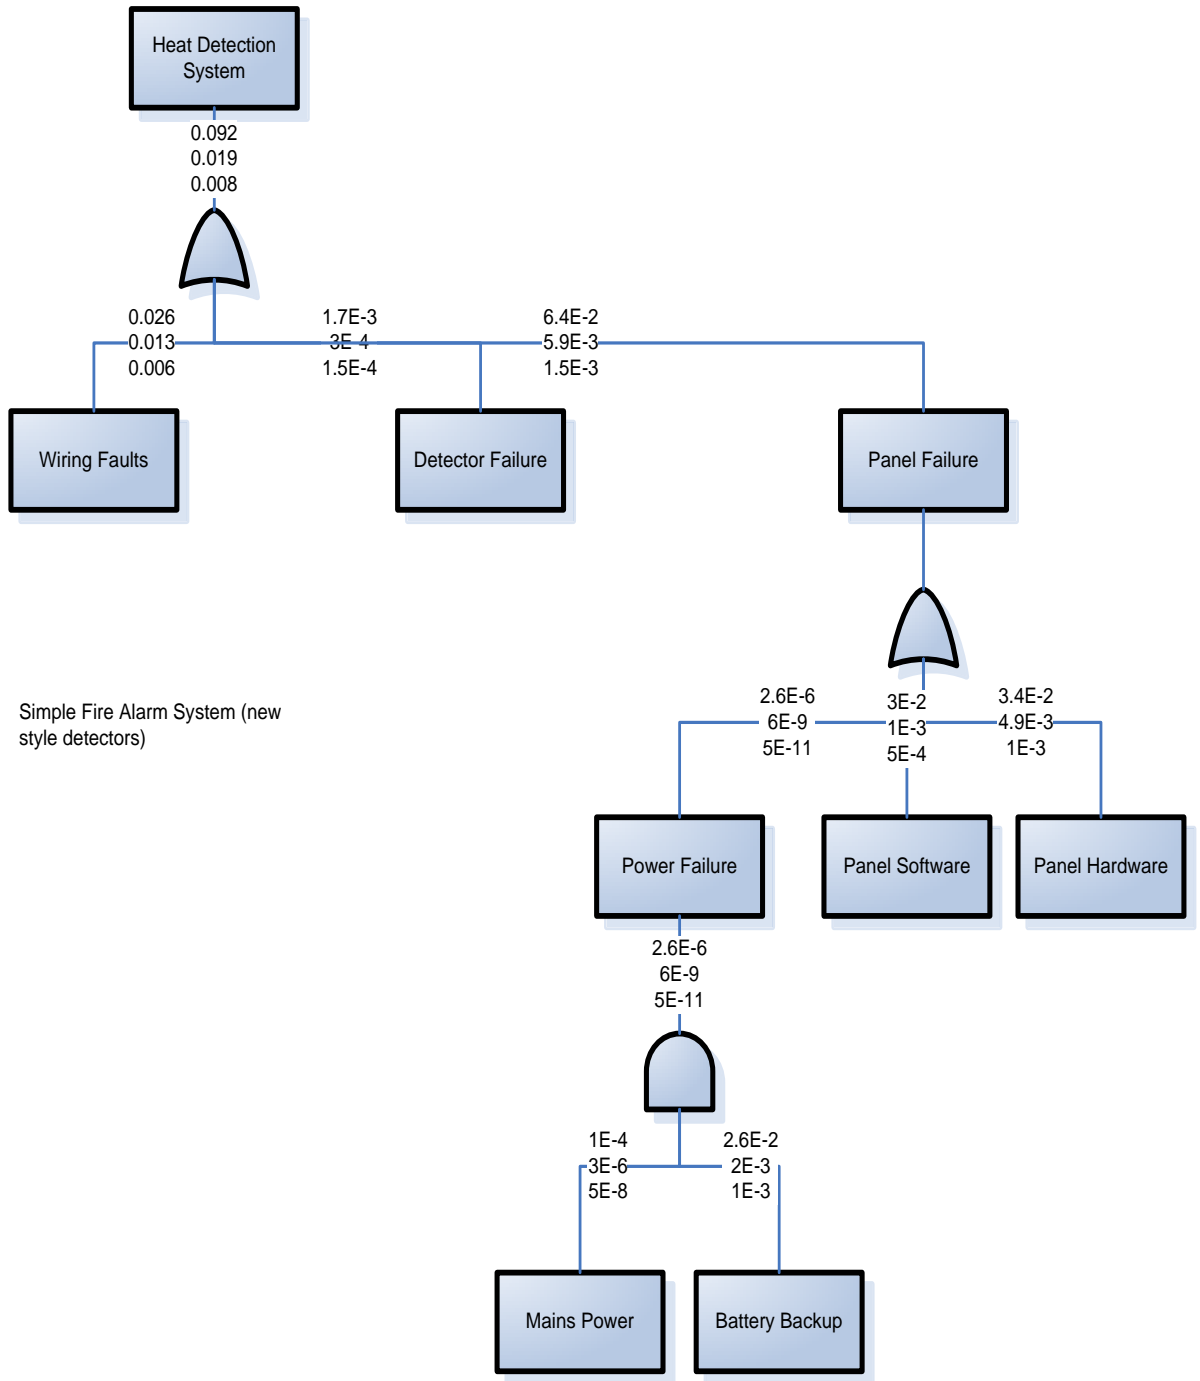 Heat Detection
System
0.092
0.019
0.008
0.026
0.013
0.006
1.7E-3
3E-4
1.5E-4
6.4E-2
5.9E-3
1.5E-3
Wiring Faults
Detector Failure
Panel Failure
Simple Fire Alarm System (new
style detectors)
2.6E-6
6E-9
5E-11
3E-2
1E-3
5E-4
3.4E-2
4.9E-3
1E-3
Power Failure
Panel Software
Panel Hardware
2.6E-6
6E-9
5E-11
1E-4
3E-6
5E-8
2.6E-2
2E-3
1E-3
Mains Power
Battery Backup